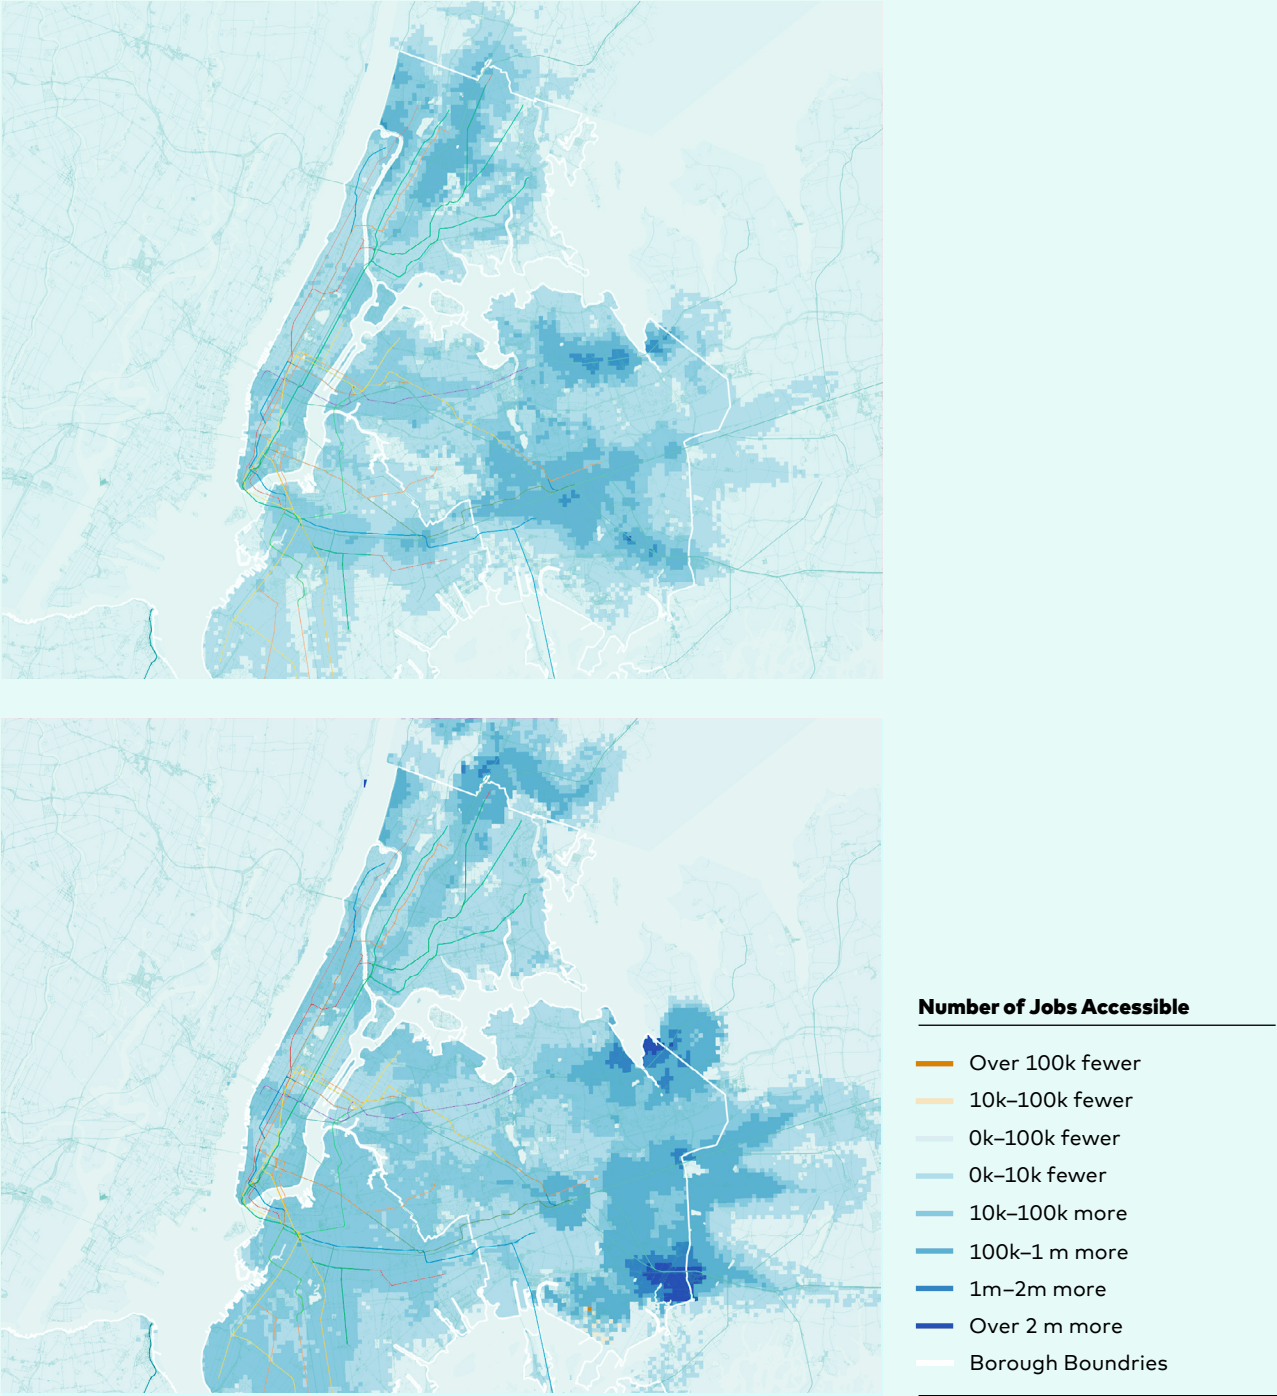 Number of Jobs Accessible
Over 100k fewer
10k–100k fewer
0k–100k fewer
0k–10k fewer
10k–100k more
100k–1 m more
1m–2m more
Over 2 m more
Borough Boundries